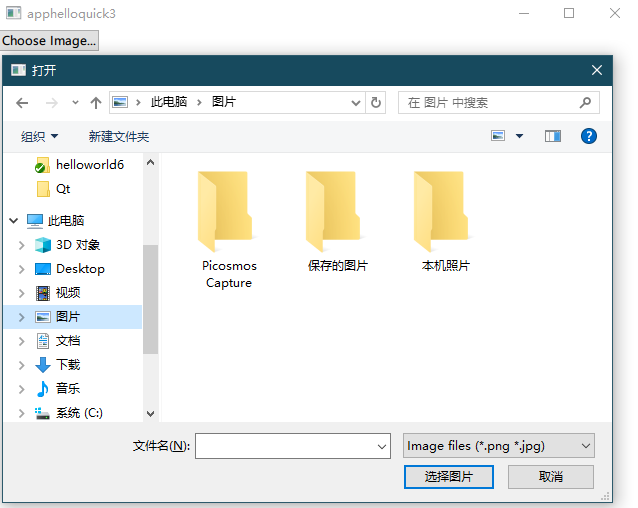 apphelloquick3
Choose Image...
打开
此电脑 图片
在 图片 中搜索
组织 新建文件夹
helloworld6
Qt
此电脑
3D 对象
Desktop
视频
图片
文档
下载
音乐
系统 (C:)
Picosmos
Capture
保存的图片
本机照片
文件名(N):
Image files (*.png *.jpg)
选择图片
取消